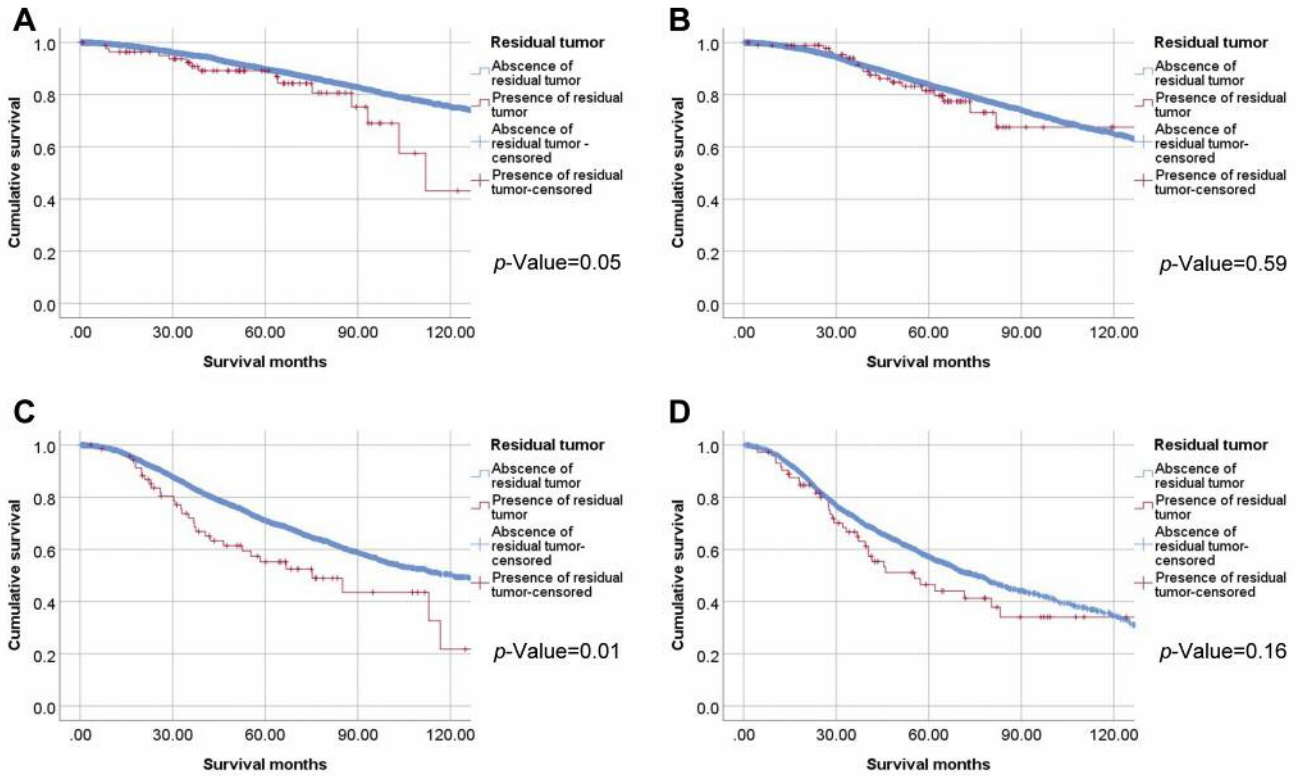 A
1.0
0.8
0.6
0.4
0.2
0.0
Cumulative survival
.00 30.00 60.00 90.00 120.00
Survival months
Residual tumor
Absence of
residual tumor
Presence of residual
tumor
Absence of
residual tumor -
censored
Presence of residual
tumor-censored
p-Value=0.05
B
1.0
0.8
0.6
0.4
0.2
0.0
Cumulative survival
.00 30.00 60.00 90.00 120.00
Survival months
Residual tumor
Absence of
residual tumor
Presence of residual
tumor
Absence of
residual tumor-
censored
Presence of residual
tumor-censored
p-Value=0.59
C
1.0
0.8
0.6
0.4
0.2
0.0
Cumulative survival
.00 30.00 60.00 90.00 120.00
Survival months
Residual tumor
Abscence of
residual tumor
Presence of residual
tumor
Absence of
residual tumor-
censored
Presence of residual
tumor-censored
p-Value=0.01
D
1.0
0.8
0.6
0.4
0.2
0.0
Cumulative survival
.00 30.00 60.00 90.00 120.00
Survival months
Residual tumor
Abscence of
residual tumor
Presence of residual
tumor
Absence of
residual tumor-
censored
Presence of residual
tumor-censored
p-Value=0.16